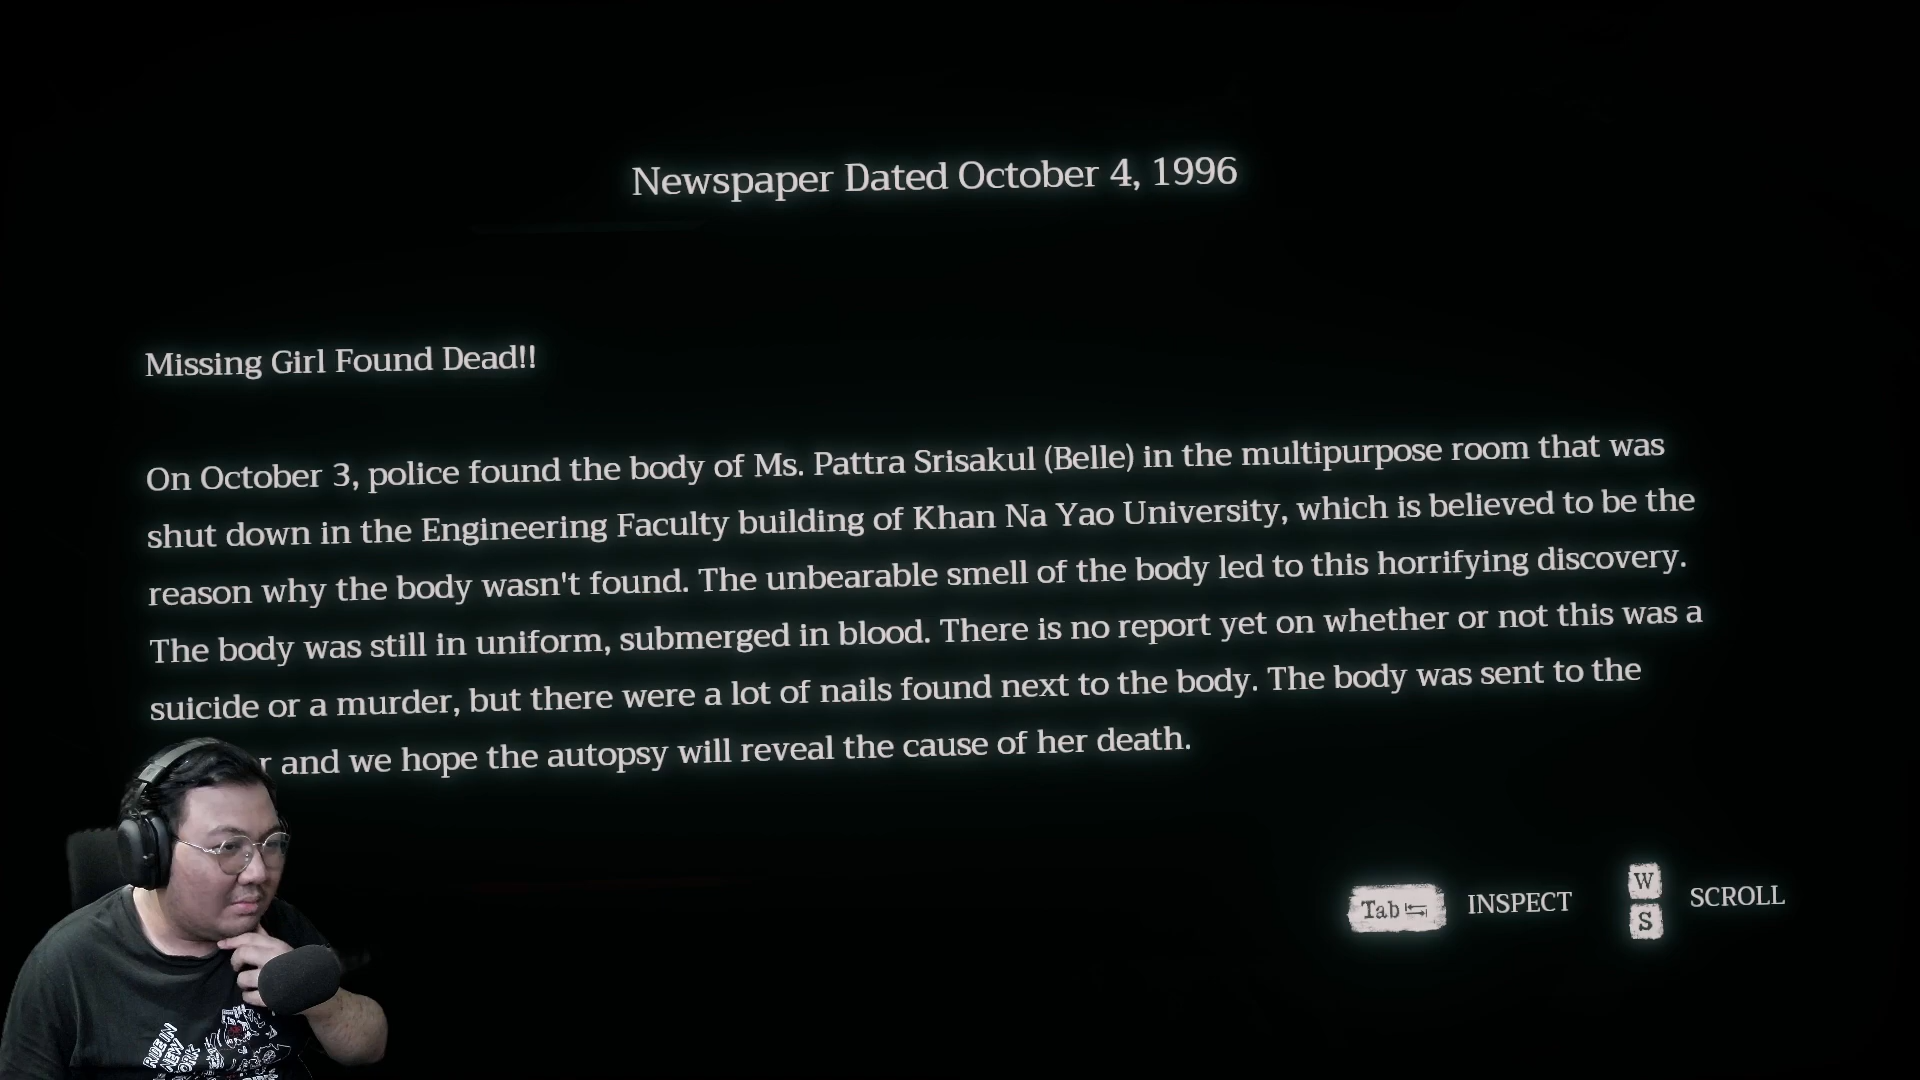 Newspaper Dated October 4, 1996
Missing Girl Found Dead!!
On October 3, police found the body of Ms. Pattra Srisakul (Belle) in the multipurpose room that was
shut down in the Engineering Faculty building of Khan Na Yao University, which is believed to be the
reason why the body wasn't found. The unbearable smell of the body led to this horrifying discovery.
The body was still in uniform, submerged in blood. There is no report yet on whether or not this was a
suicide or a murder, but there were a lot of nails found next to the body. The body was sent to the
and we hope the autopsy will reveal the cause of her death.
Tab INSPECT
W
S
SCROLL
RIDE IN
NEW